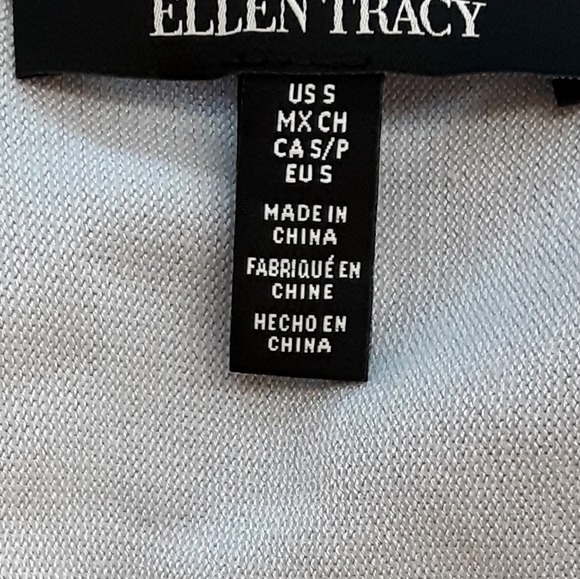 ELLEN TRACY
US S
MX CH
CA S/P
EU S
MADE IN
CHINA
FABRIQUÉ EN
CHINE
HECHO EN
CHINA